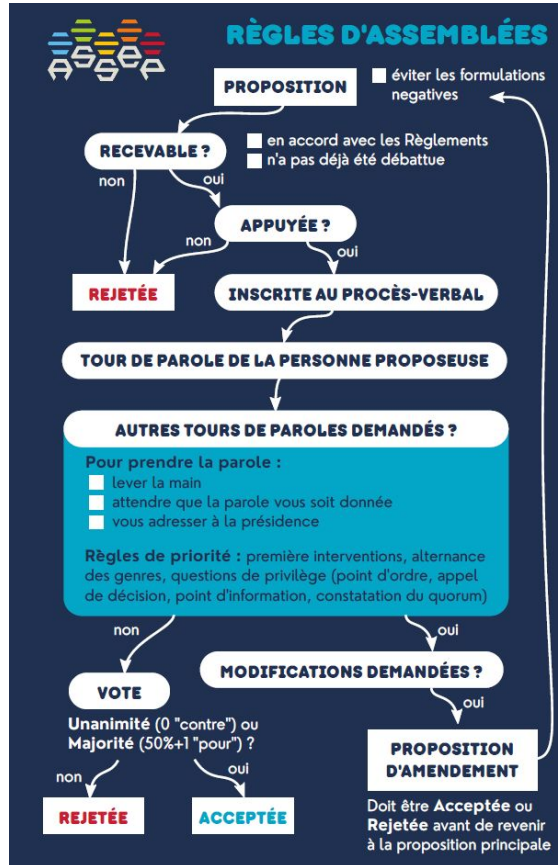 ASSEP
RÈGLES D'ASSEMBLÉES
PROPOSITION
éviter les formulations
negatives
RECEVABLE ?
en accord avec les Règlements
n'a pas déjà été débattue
non
oui
APPUYÉE ?
non
oui
REJETÉE
INSCRITE AU PROCÈS-VERBAL
TOUR DE PAROLE DE LA PERSONNE PROPOSEUSE
AUTRES TOURS DE PAROLES DEMANDÉS ?
Pour prendre la parole :
lever la main
attendre que la parole vous soit donnée
vous adresser à la présidence
Règles de priorité : première interventions, alternance
des genres, questions de privilège (point d'ordre, appel
de décision, point d'information, constatation du quorum)
non
oui
VOTE
MODIFICATIONS DEMANDÉES ?
Unanimité (0 "contre") ou
Majorité (50%+1 "pour") ?
oui
non
oui
PROPOSITION
D'AMENDEMENT
REJETÉE
ACCEPTÉE
Doit être Acceptée ou
Rejetée avant de revenir
à la proposition principale